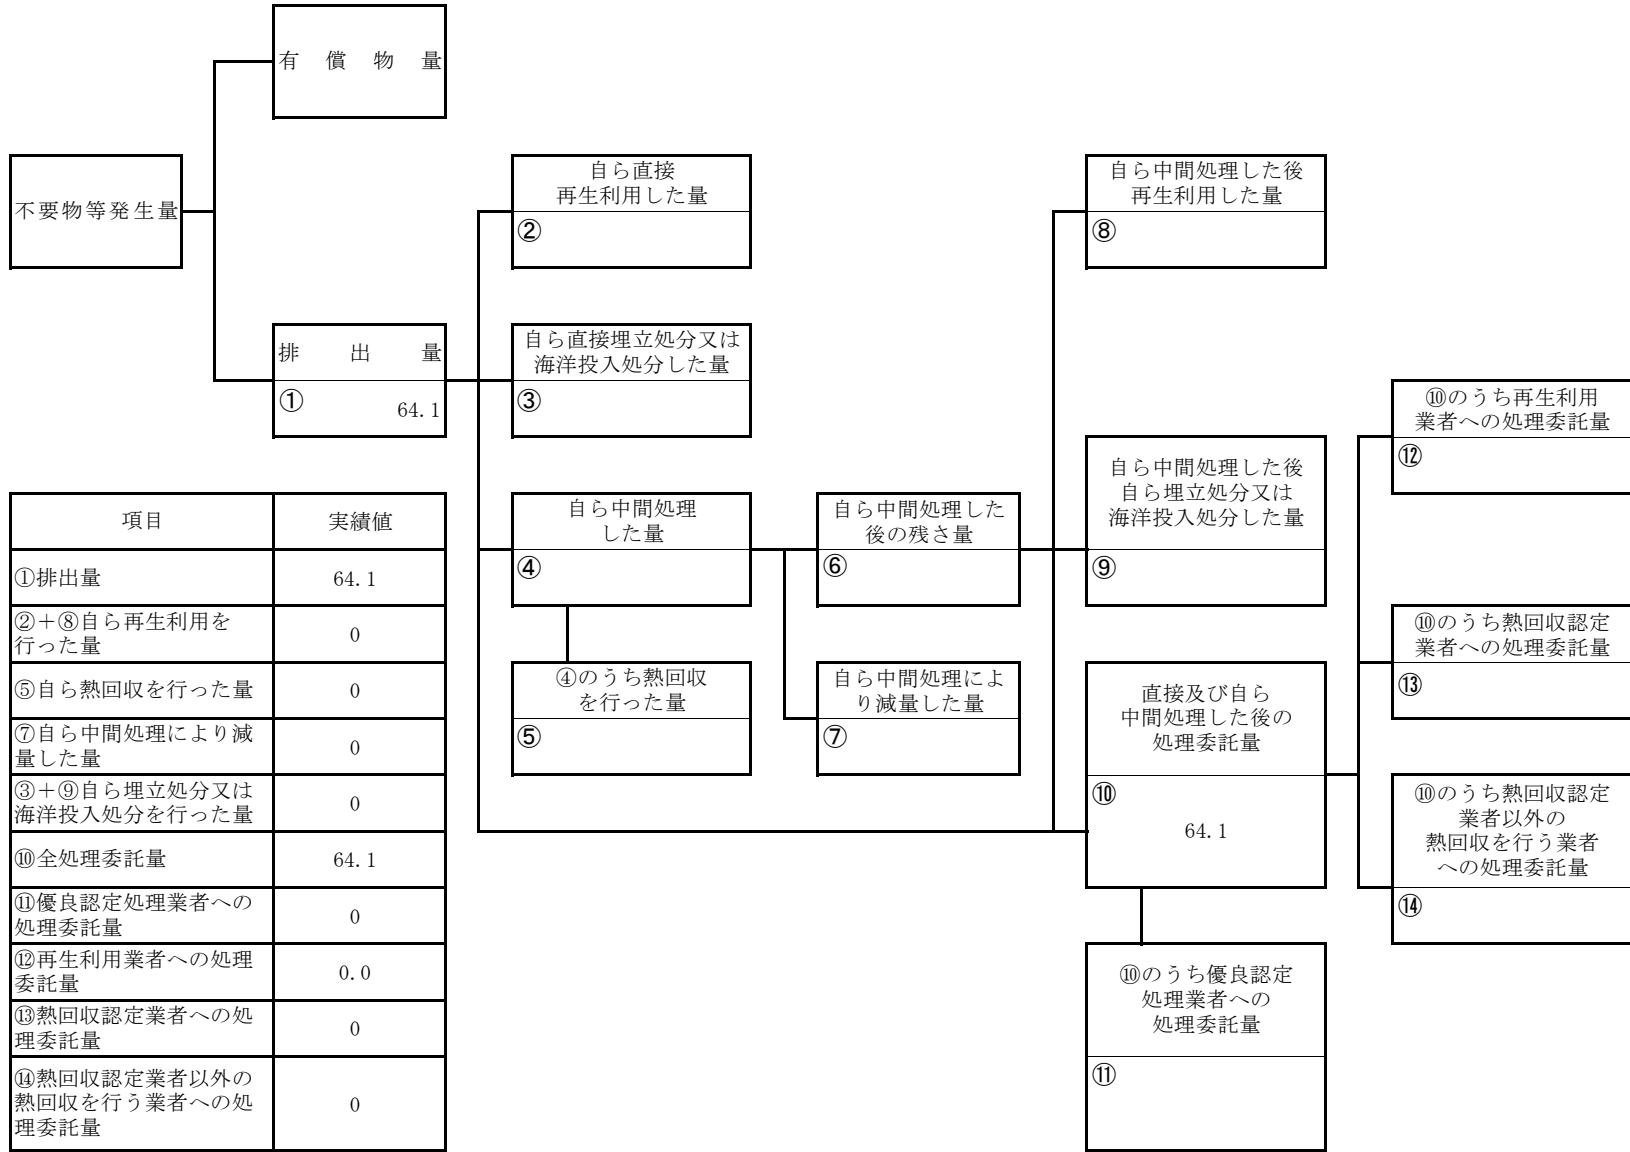 有償物量
不要物等発生量
排出量
①
64.1
自ら直接
再生利用した量
②
自ら直接埋立処分又は
海洋投入処分した量
③
自ら中間処理
した量
④
④のうち熱回収
を行った量
⑤
自ら中間処理した
後の残さ量
⑥
自ら中間処理によ
り減量した量
⑦
自ら中間処理した後
再生利用した量
⑧
自ら中間処理した後
自ら埋立処分又は
海洋投入処分した量
⑨
直接及び自ら
中間処理した後の
処理委託量
⑩
64.1
⑩のうち優良認定
処理業者への
処理委託量
⑪
⑩のうち再生利用
業者への処理委託量
⑫
⑩のうち熱回収認定
業者への処理委託量
⑬
⑩のうち熱回収認定
業者以外の
熱回収を行う業者
への処理委託量
⑭
項目 実績値
①排出量 64.1
②＋⑧自ら再生利用を
行った量 0
⑤自ら熱回収を行った量 0
⑦自ら中間処理により減
量した量 0
③＋⑨自ら埋立処分又は
海洋投入処分を行った量 0
⑩全処理委託量 64.1
⑪優良認定処理業者への
処理委託量 0
⑫再生利用業者への処理
委託量 0.0
⑬熱回収認定業者への処
理委託量 0
⑭熱回収認定業者以外の
熱回収を行う業者への処
理委託量 0